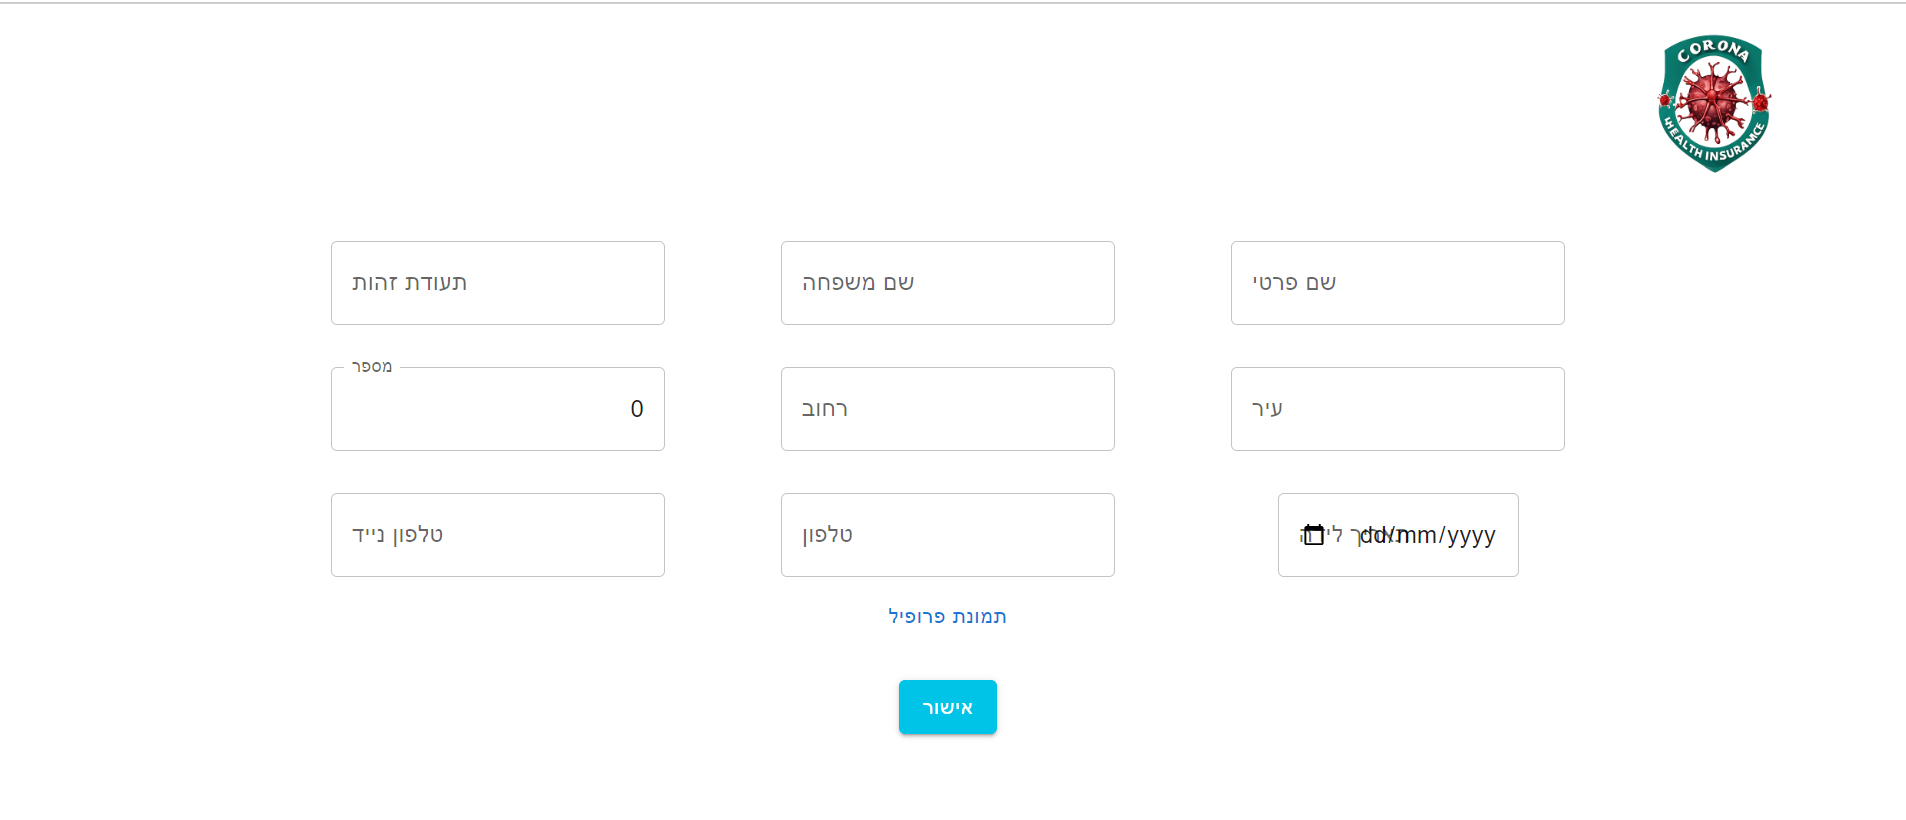 CORONA
HEALTH INSURANCE
שם פרטי
שם משפחה
תעודת זהות
עיר
רחוב
מספר
0
תאריך לידה
dd/mm/yyyy
טלפון
טלפון נייד
תמונת פרופיל
אישור